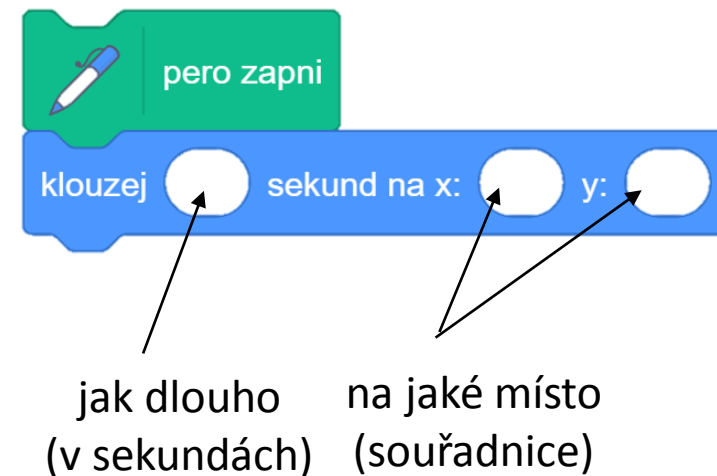 pero zapni
klouzej sekund na x: y:
jak dlouho
(v sekundách)
na jaké místo
(souřadnice)